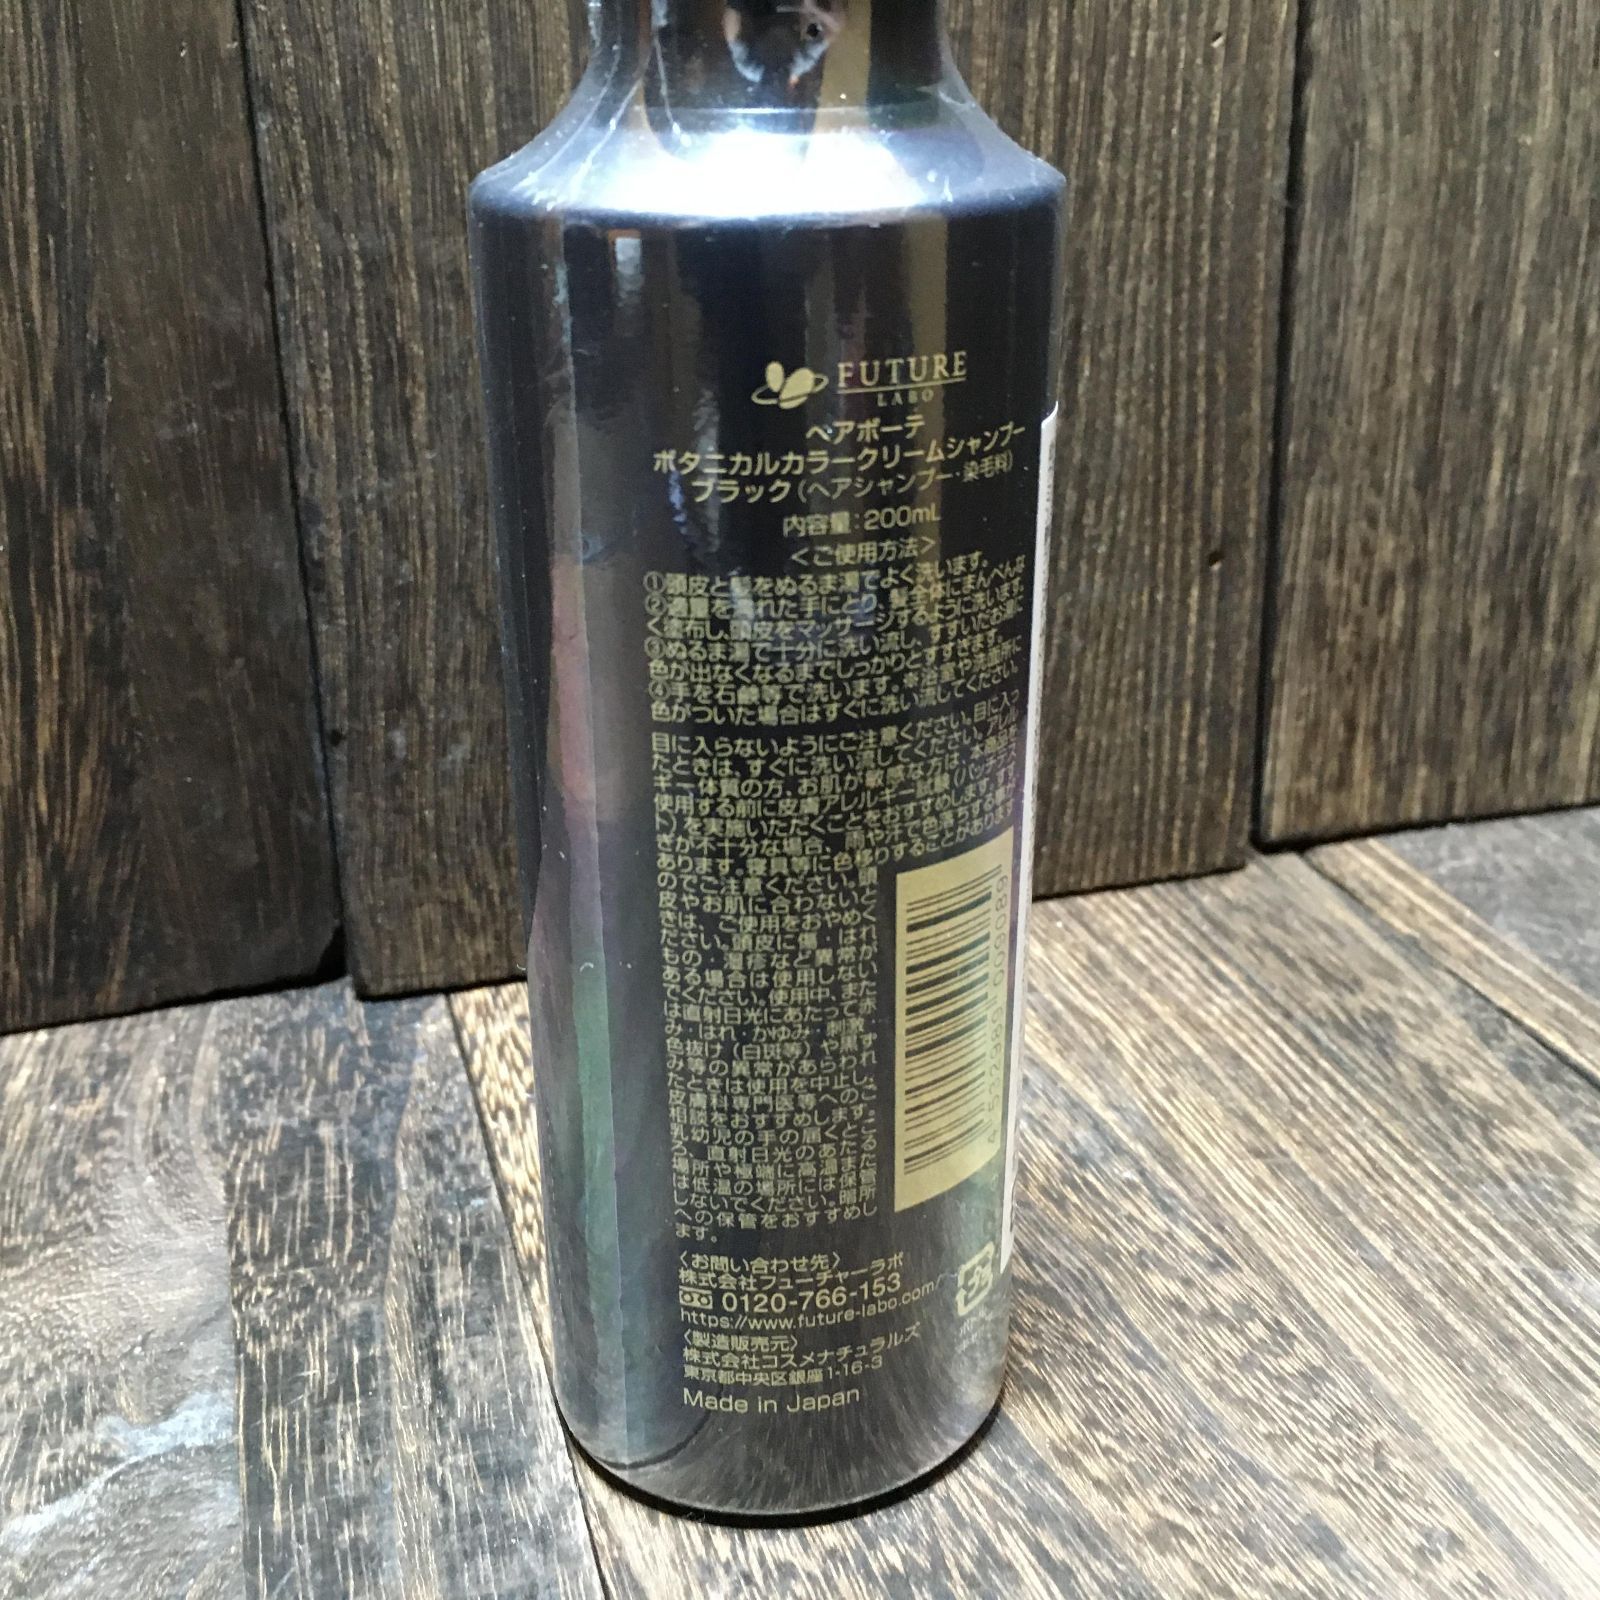 FUTURE
LABO
ヘアボーテ
ボタニカルカラークリームシャンプー
ブラック(ヘアシャンプー・染毛料)
内容量:200mL
<ご使用方法>
①頭皮と髪をぬるま湯でよく洗います。
②適量を濡れた手にとり、髪全体にまんべんな
く塗布し、頭皮をマッサージするように洗います。
③ぬるま湯で十分に洗い流し、すすいだお湯に
色が出なくなるまでしっかりとすすぎます。
④手を石鹸等で洗います。※浴室や洗面所に
色がついた場合はすぐに洗い流してください。
目に入らないようにご注意ください。目に入っ
たときは、すぐに洗い流してください。アレル
ギー体質の方、お肌が敏感な方は、本商品を
使用する前に皮膚アレルギー試験(パッチテス
ト)を実施いただくことをおすすめします。すす
ぎが不十分な場合、雨や汗で色落ちする事が
あります。寝具等に色移りすることがあります
のでご注意ください。頭
皮やお肌に合わないと
きは、ご使用をおやめく
ださい。頭皮に傷・はれ
もの・湿疹など異常が
ある場合は使用しない
でください。使用中、また
は直射日光にあたって赤
み・はれ・かゆみ・刺激、
色抜け(白斑等)や黒ず
み等の異常があらわれ
たときは使用を中止し、
皮膚科専門医等へのご
相談をおすすめします。
乳幼児の手の届くとこ
ろ、直射日光のあたる
場所や極端に高温また
は低温の場所には保管
しないでください。暗所
への保管をおすすめし
ます。
4 532980 009089
〈お問い合わせ先〉
株式会社フューチャーラボ
0120-766-153
https://www.future-labo.com/
〈製造販売元〉
株式会社コスメナチュラルズ
東京都中央区銀座1-16-3
Made in Japan